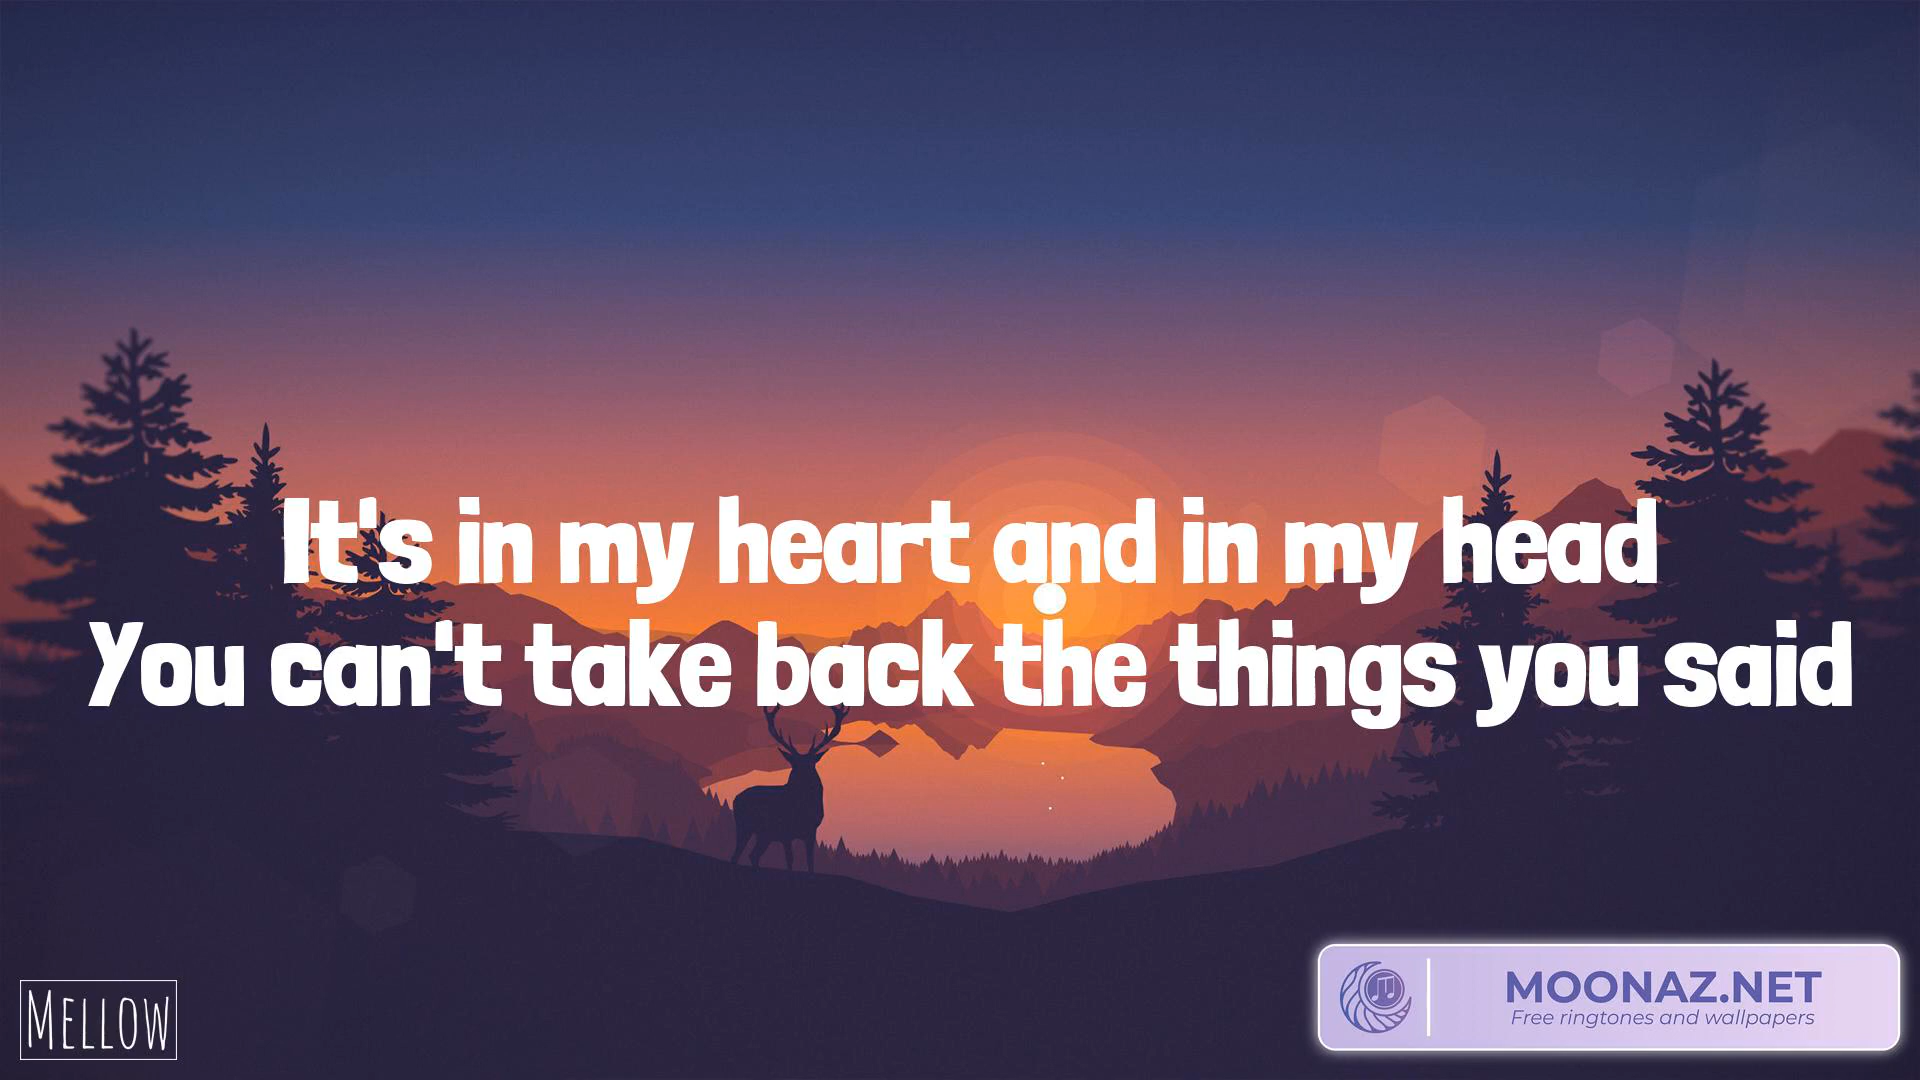 It's in my heart and in my head
You can't take back the things you said
MELLOW
MOONAZ.NET
Free ringtones and wallpapers